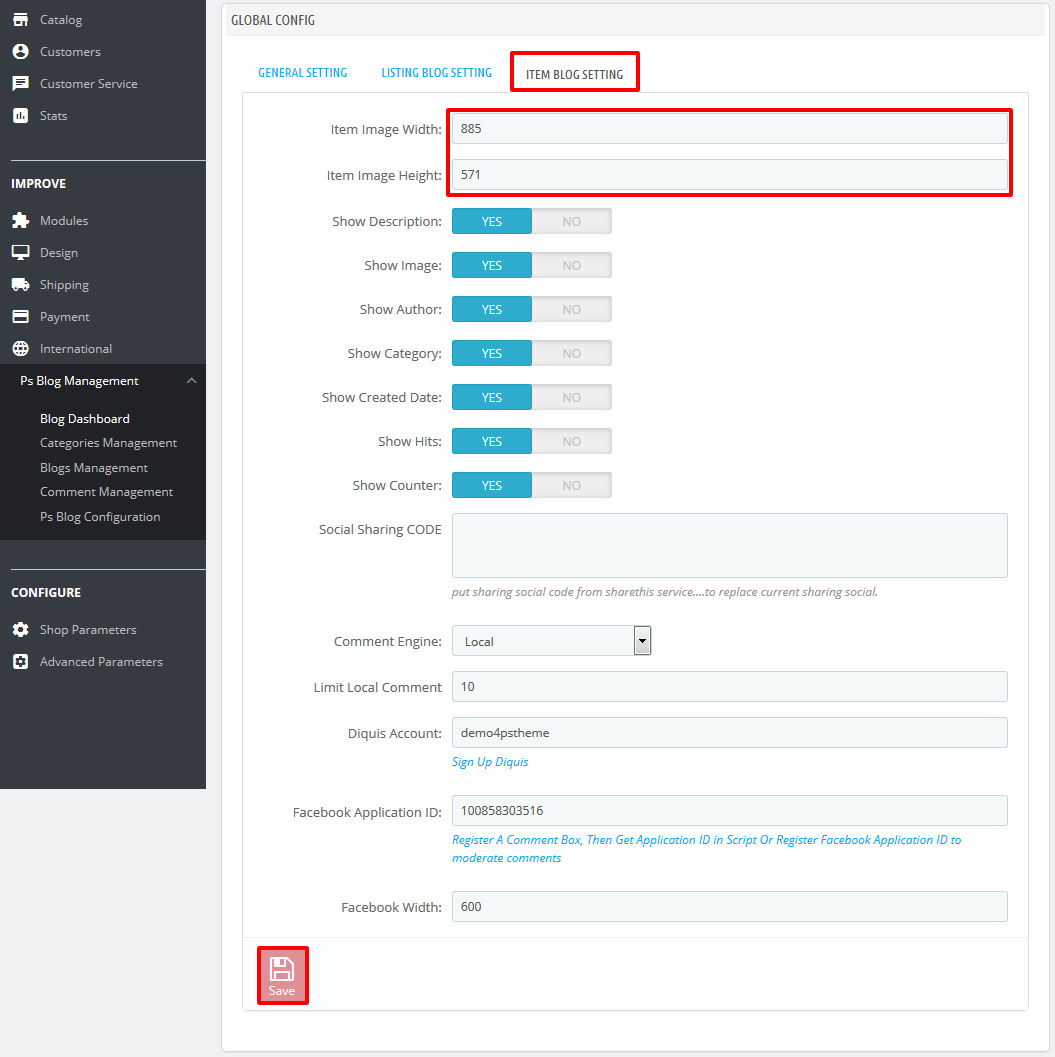 Catalog
Customers
Customer Service
Stats
IMPROVE
Modules
Design
Shipping
Payment
International
Ps Blog Management
Blog Dashboard
Categories Management
Blogs Management
Comment Management
Ps Blog Configuration
CONFIGURE
Shop Parameters
Advanced Parameters
GLOBAL CONFIG
GENERAL SETTING LISTING BLOG SETTING ITEM BLOG SETTING
Item Image Width: 885
Item Image Height: 571
Show Description: YES NO
Show Image: YES NO
Show Author: YES NO
Show Category: YES NO
Show Created Date: YES NO
Show Hits: YES NO
Show Counter: YES NO
Social Sharing CODE
put sharing social code from sharethis service....to replace current sharing social.
Comment Engine: Local
Limit Local Comment 10
Diquis Account: demo4pstheme
Sign Up Diquis
Facebook Application ID: 100858303516
Register A Comment Box, Then Get Application ID in Script Or Register Facebook Application ID to
moderate comments
Facebook Width: 600
Save